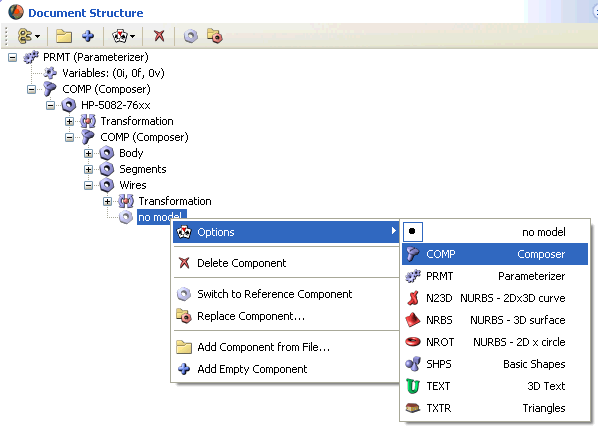 Document Structure
PRMT (Parameterizer)
Variables: (0i, 0f, 0v)
COMP (Composer)
HP-5082-76xx
Transformation
COMP (Composer)
Body
Segments
Wires
Transformation
no model
Options
Delete Component
Switch to Reference Component
Replace Component...
Add Component from File...
Add Empty Component
no model
COMP Composer
PRMT Parameterizer
N23D NURBS - 2Dx3D curve
NRBS NURBS - 3D surface
NROT NURBS - 2D x circle
SHPS Basic Shapes
TEXT 3D Text
TXTR Triangles